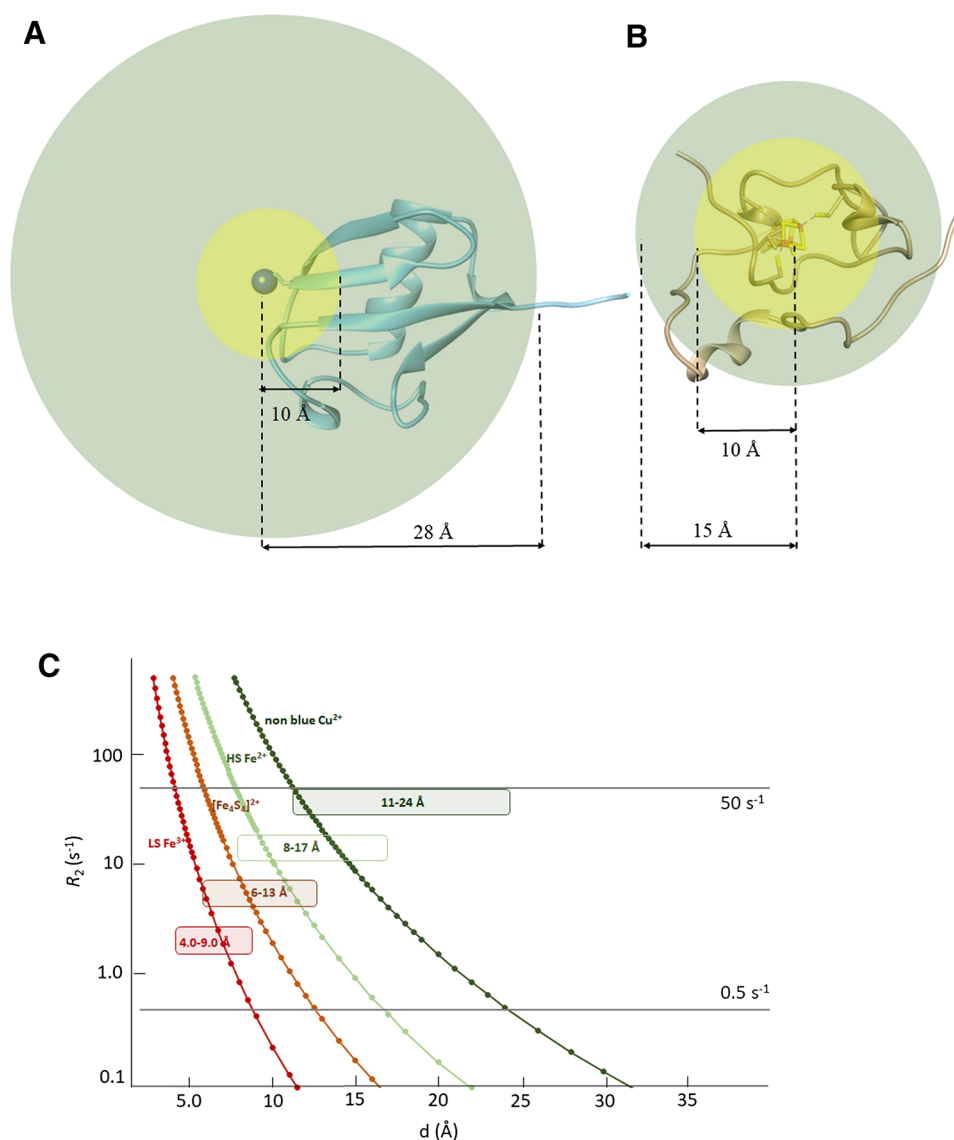 A
B
10 Å
28 Å
10 Å
15 Å
C
non blue Cu²⁺
HS Fe²⁺
100
50 s⁻¹
[Fe₄S₄]²⁺
11-24 Å
LS Fe³⁺
8-17 Å
R₂ (s⁻¹)
10
6-13 Å
4.0-9.0 Å
1.0
0.5 s⁻¹
0.1
5.0 10 15 20 25 30 35
d (Å)